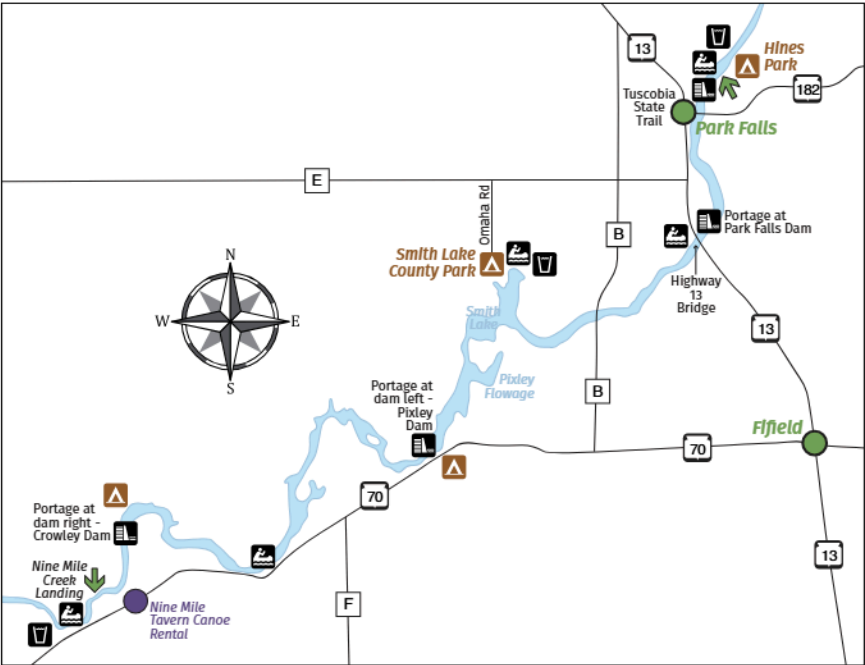 13
Hines
Park
182
Tuscobia
State
Trail
Park Falls
E
Omaha Rd
B
Portage at
Park Falls Dam
Smith Lake
County Park
Highway
13
Bridge
N
W
E
S
Smith
Lake
13
Portage at
dam left -
Pixley
Dam
Pixley
Flowage
B
Fifield
70
70
Portage at
dam right -
Crowley Dam
13
Nine Mile
Creek
Landing
F
Nine Mile
Tavern Canoe
Rental